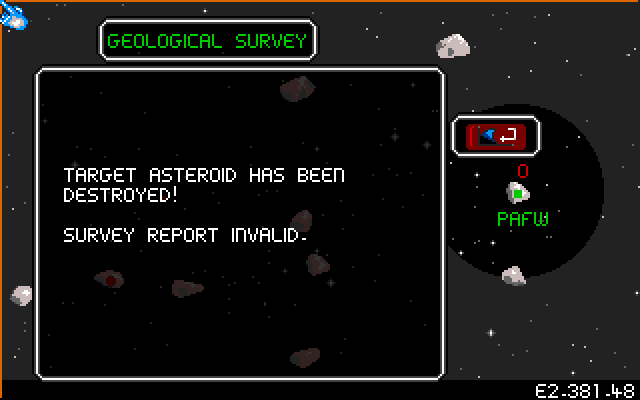 GEOLOGICAL SURVEY
TARGET ASTEROID HAS BEEN
DESTROYED!
SURVEY REPORT INVALID.
0
PAFW
E2.381.48